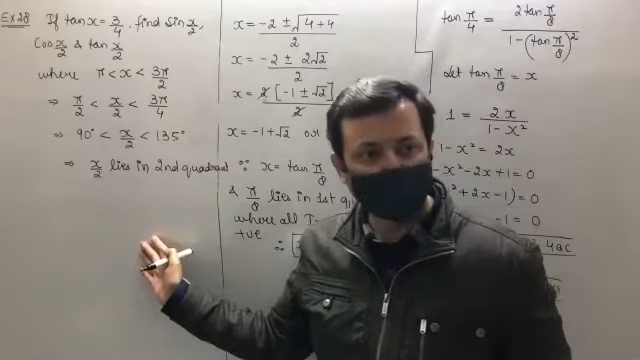 Ex 28 If tan x = 3/4, find sin x/2,
cos x/2 & tan x/2
where π < x < 3π/2
⇒ π/2 < x/2 < 3π/4
⇒ 90° < x/2 < 135°
⇒ x/2 lies in 2nd quadrant
x = -2 ± √(4+4) / 2
x = -2 ± 2√2 / 2
x = 2 [-1 ± √2] / 2
x = -1+√2 or
∵ x = tan π/8
& π/8 lies in 1st
where all T-
+ve
∴
tan π/4 = 2 tan π/8 / 1-(tan π/8)²
Let tan π/8 = x
1 = 2x / 1-x²
1-x² = 2x
-x²-2x+1=0
+2x-1)=0
-1=0
4ac